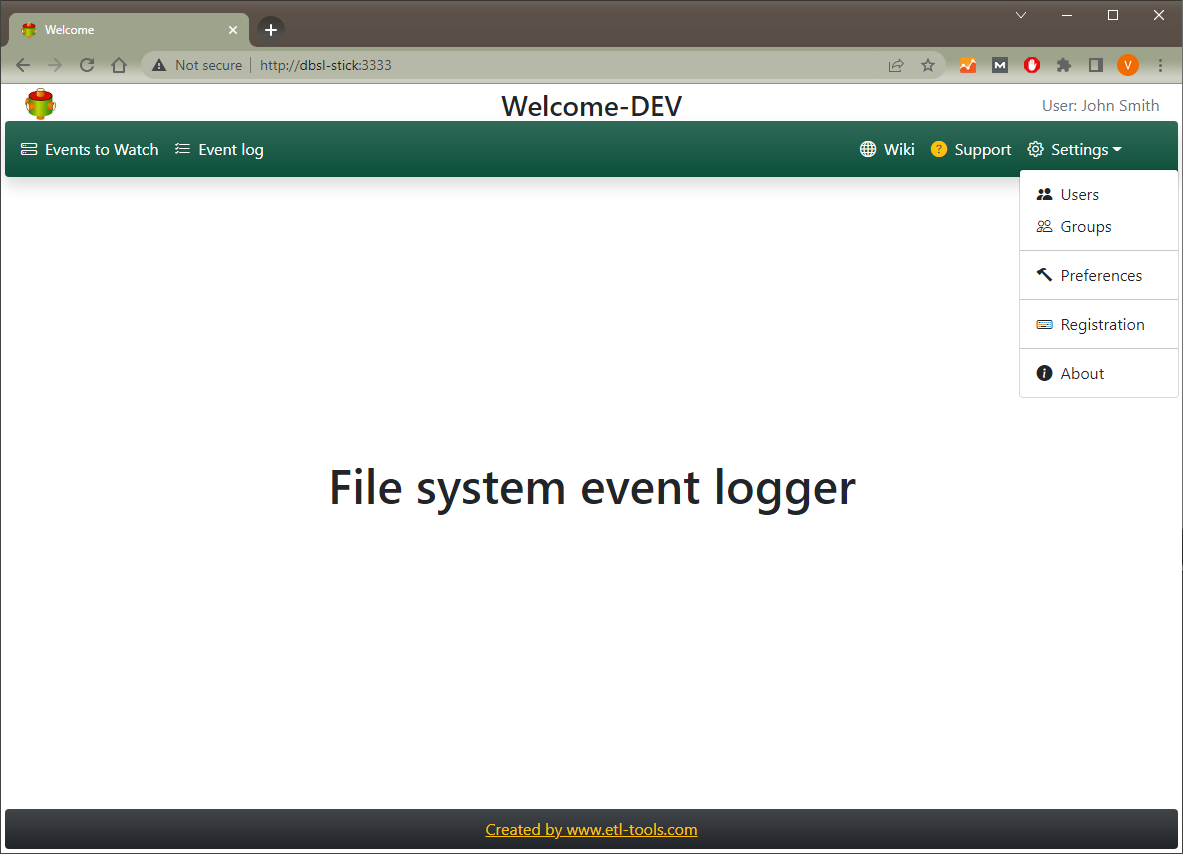 Welcome
Not secure
http://dbsl-stick:3333
M
V
Welcome-DEV
User: John Smith
Events to Watch
Event log
Wiki
? Support
Settings
Users
Groups
Preferences
Registration
i About
File system event logger
Created by www.etl-tools.com